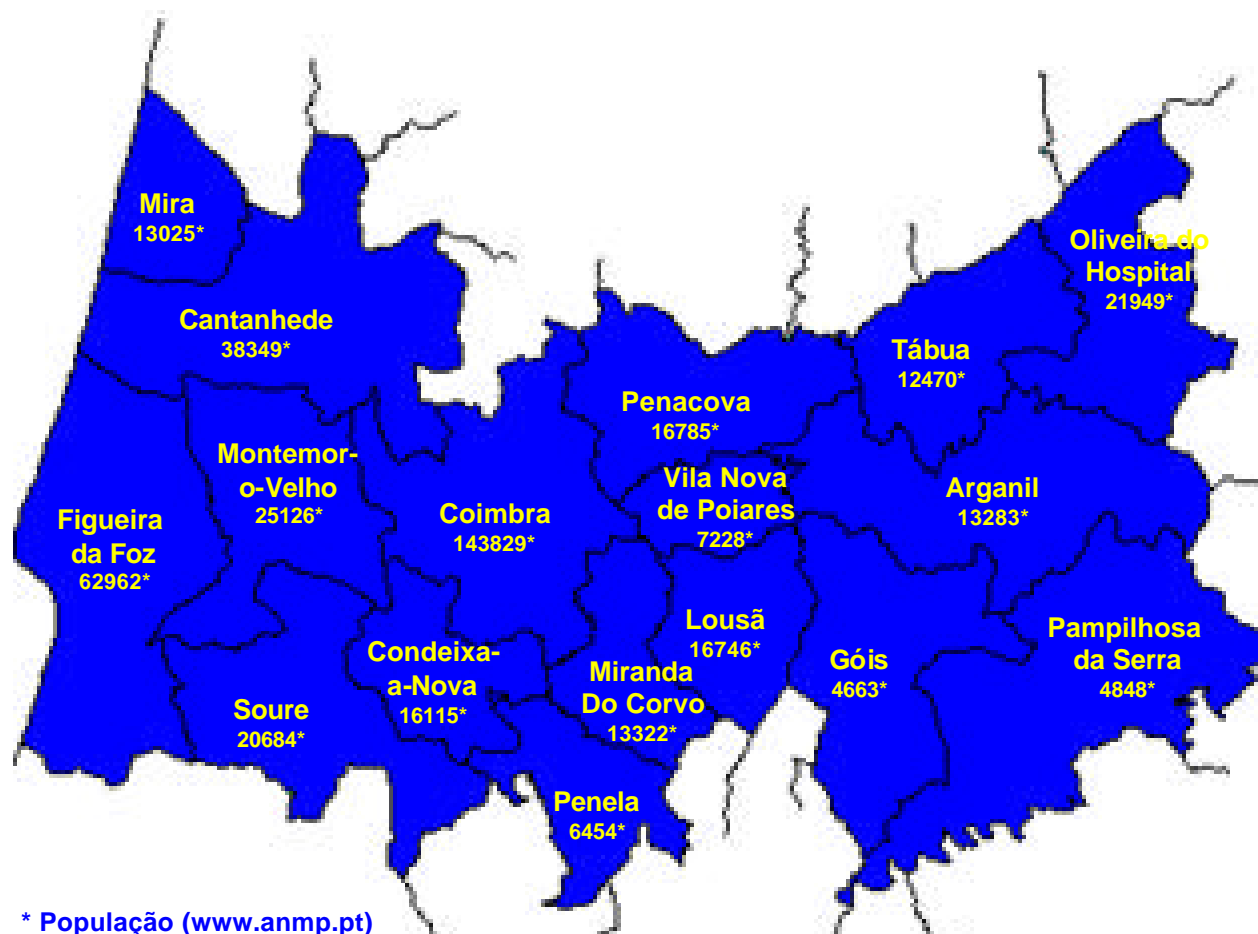 Mira
13025*
Oliveira do
Hospital
21949*
Cantanhede
38349*
Tábua
12470*
Penacova
16785*
Montemor-
o-Velho
25126*
Vila Nova
de Poiares
7228*
Arganil
13283*
Figueira
da Foz
62962*
Coimbra
143829*
Lousã
16746*
Pampilhosa
da Serra
4848*
Condeixa-
a-Nova
16115*
Miranda
Do Corvo
13322*
Góis
4663*
Soure
20684*
Penela
6454*
* População (www.anmp.pt)